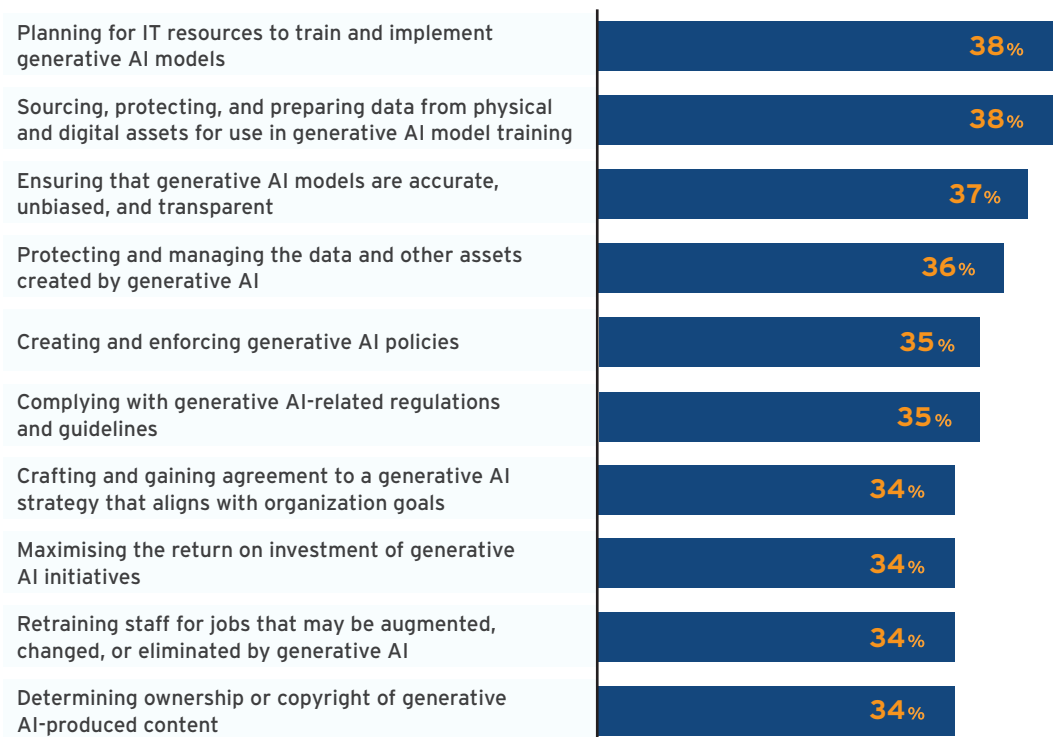 Planning for IT resources to train and implement
generative AI models
38%
Sourcing, protecting, and preparing data from physical
and digital assets for use in generative AI model training
38%
Ensuring that generative AI models are accurate,
unbiased, and transparent
37%
Protecting and managing the data and other assets
created by generative AI
36%
Creating and enforcing generative AI policies
35%
Complying with generative AI-related regulations
and guidelines
35%
Crafting and gaining agreement to a generative AI
strategy that aligns with organization goals
34%
Maximising the return on investment of generative
AI initiatives
34%
Retraining staff for jobs that may be augmented,
changed, or eliminated by generative AI
34%
Determining ownership or copyright of generative
AI-produced content
34%